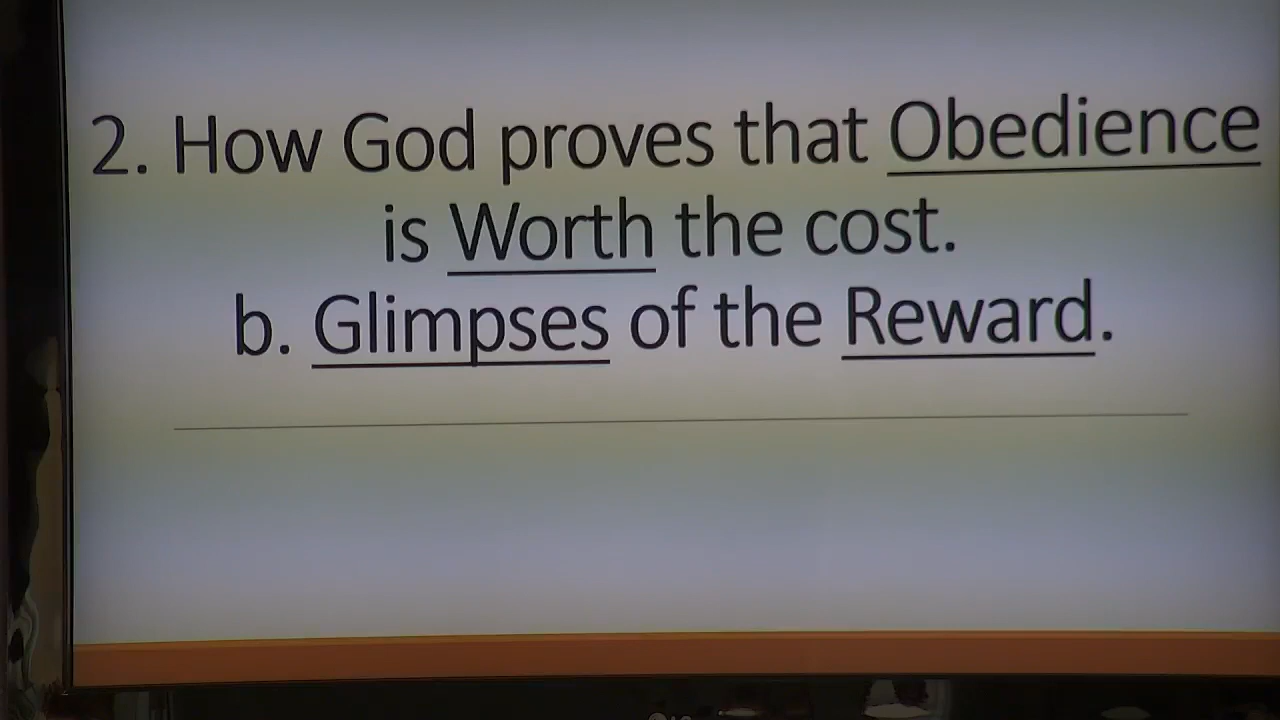 2. How God proves that Obedience
is Worth the cost.
b. Glimpses of the Reward.